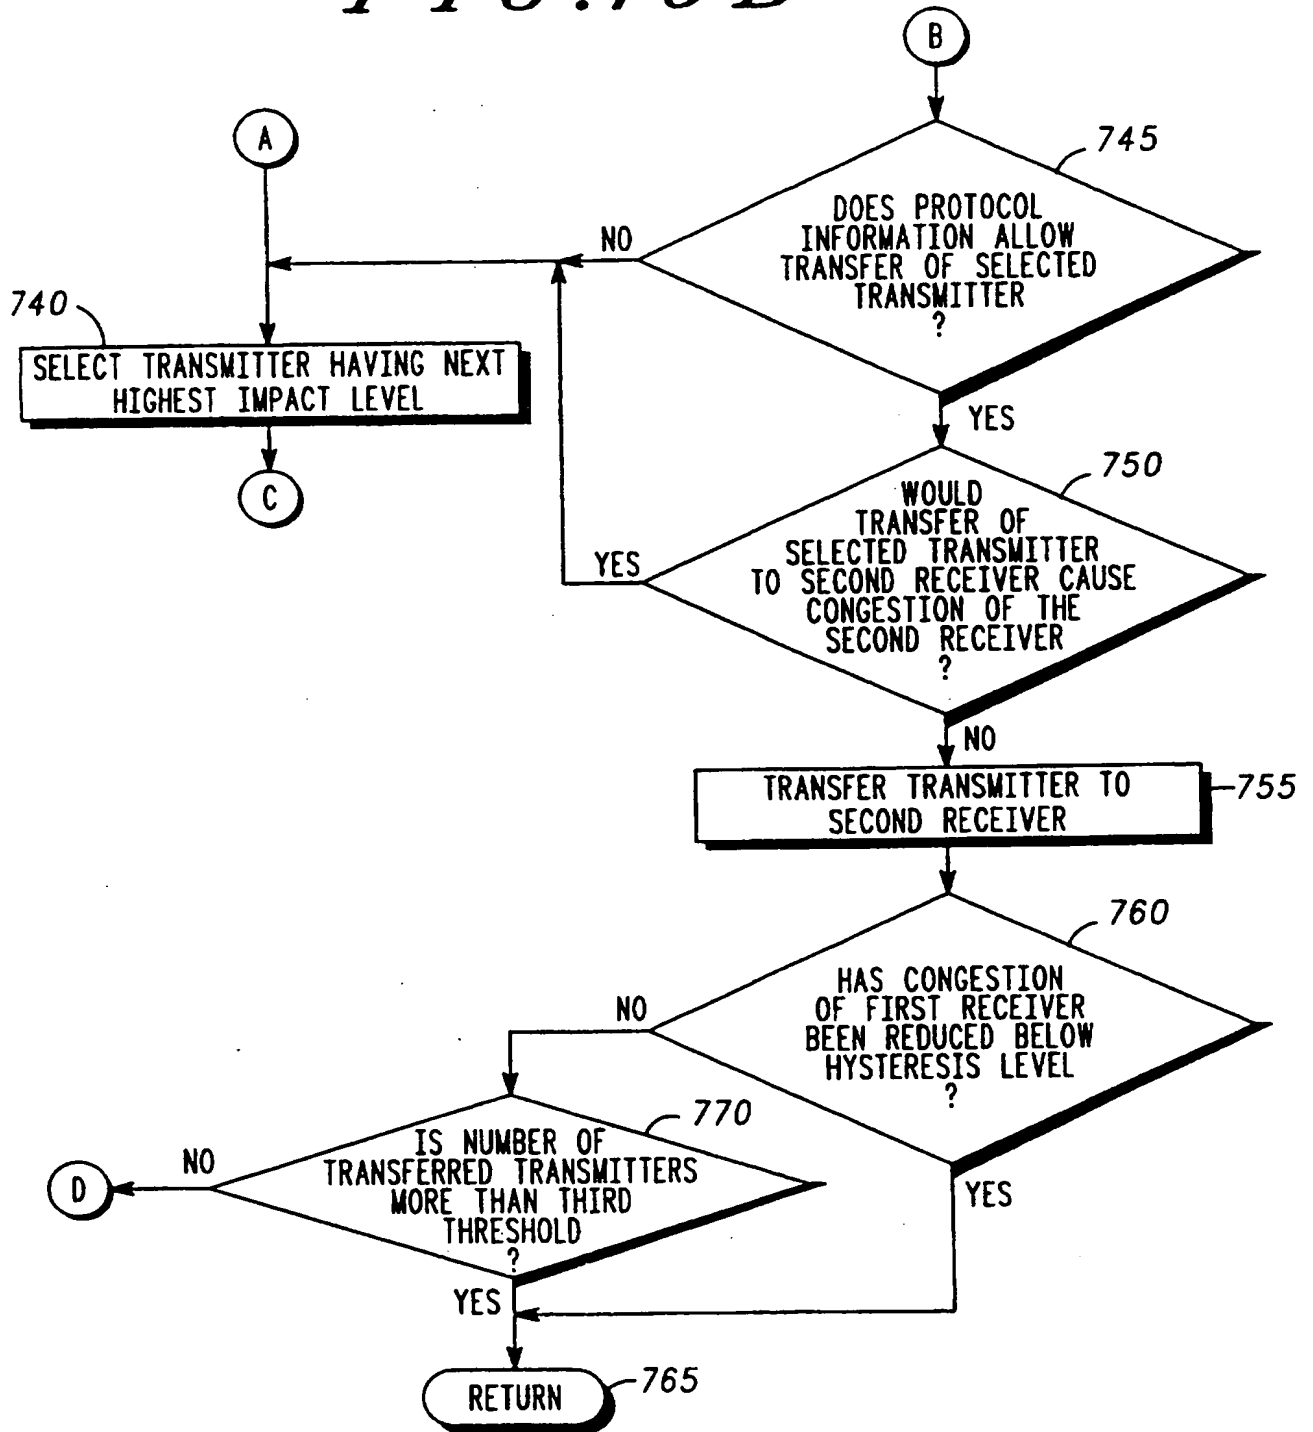 B
A
745
DOES PROTOCOL
INFORMATION ALLOW
TRANSFER OF SELECTED
TRANSMITTER
?
NO
740
SELECT TRANSMITTER HAVING NEXT
HIGHEST IMPACT LEVEL
C
YES
750
WOULD
TRANSFER OF
SELECTED TRANSMITTER
TO SECOND RECEIVER CAUSE
CONGESTION OF THE
SECOND RECEIVER
?
YES
NO
TRANSFER TRANSMITTER TO
SECOND RECEIVER
755
760
HAS CONGESTION
OF FIRST RECEIVER
BEEN REDUCED BELOW
HYSTERESIS LEVEL
?
NO
YES
770
IS NUMBER OF
TRANSFERRED TRANSMITTERS
MORE THAN THIRD
THRESHOLD
?
NO
D
YES
RETURN
765